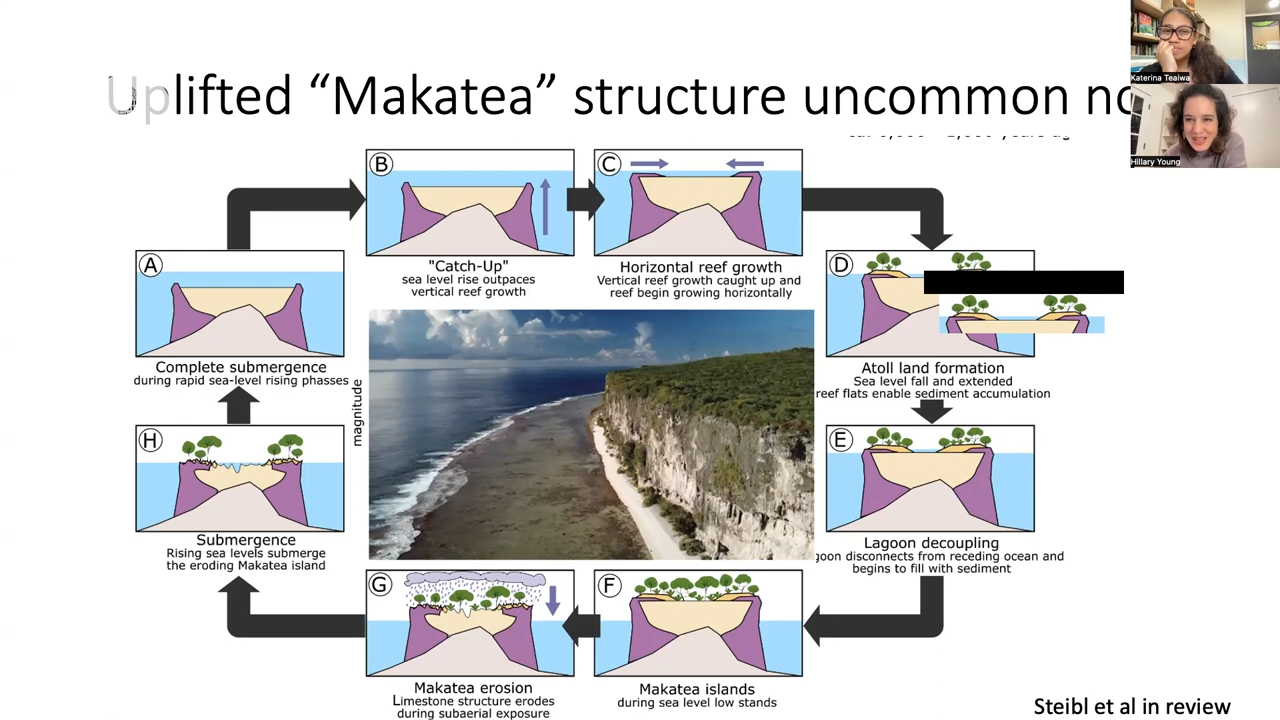 Uplifted “Makatea” structure uncommon
Katerina Teaiwa
Hillary Young
B
C
"Catch-Up"
sea level rise outpaces
vertical reef growth
Horizontal reef growth
Vertical reef growth caught up and
reef begin growing horizontally
A
D
Complete submergence
during rapid sea-level rising phasses
Atoll land formation
Sea level fall and extended
reef flats enable sediment accumulation
magnitude
H
E
Submergence
Rising sea levels submerge
the eroding Makatea island
Lagoon decoupling
goon disconnects from receding ocean and
begins to fill with sediment
G
F
Makatea erosion
Limestone structure erodes
during subaerial exposure
Makatea islands
during sea level low stands
Steibl et al in review